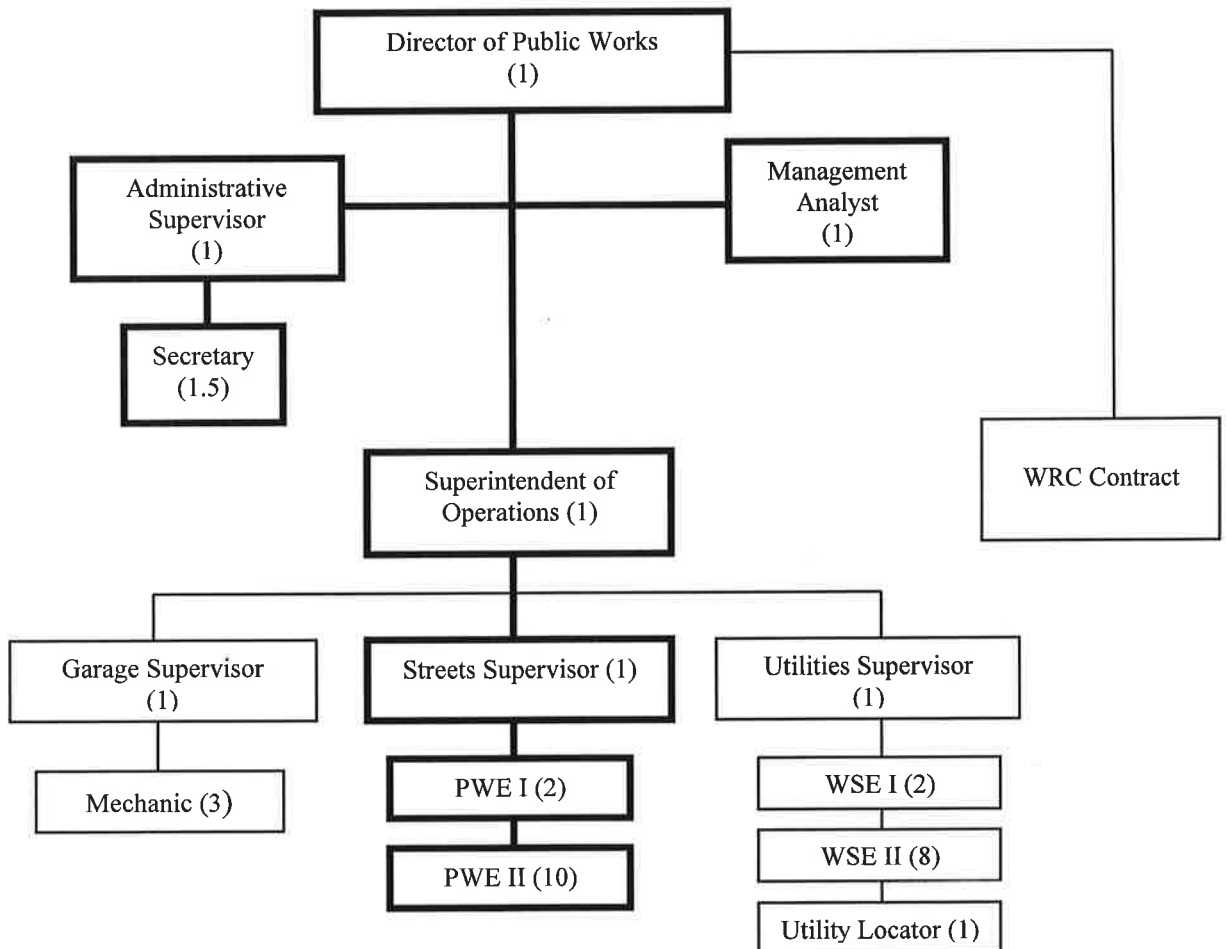 Director of Public Works
(1)
Administrative
Supervisor
(1)
Management
Analyst
(1)
Secretary
(1.5)
WRC Contract
Superintendent of
Operations (1)
Garage Supervisor
(1)
Streets Supervisor (1)
Utilities Supervisor
(1)
Mechanic (3)
PWE I (2)
WSE I (2)
PWE II (10)
WSE II (8)
Utility Locator (1)